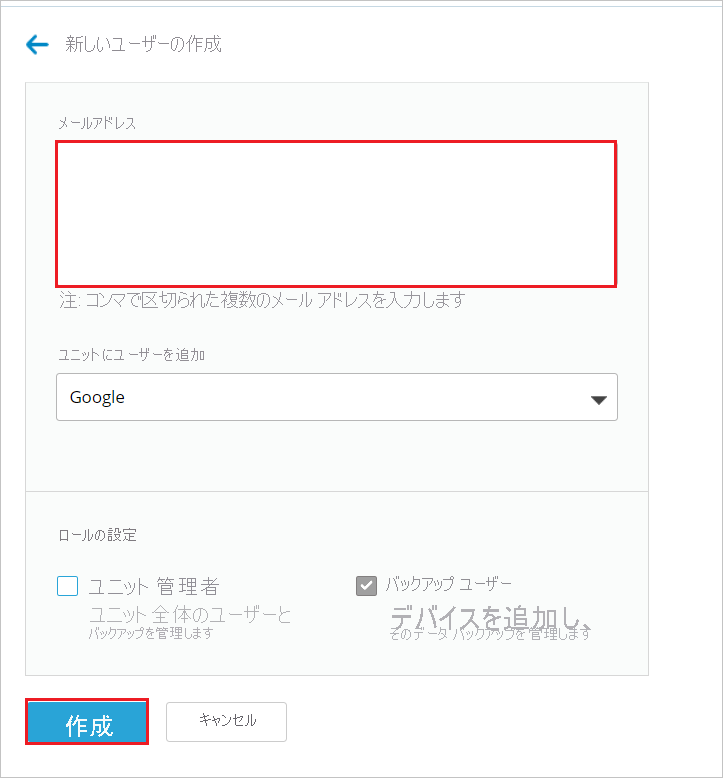 新しいユーザーの作成
メールアドレス
注: コンマで区切られた複数のメール アドレスを入力します
ユニットにユーザーを追加
Google
ロールの設定
ユニット 管理者
ユニット 全体のユーザーと
バックアップを管理します
バックアップ ユーザー
デバイスを追加し、
そのデータ バックアップを管理します
作成
キャンセル